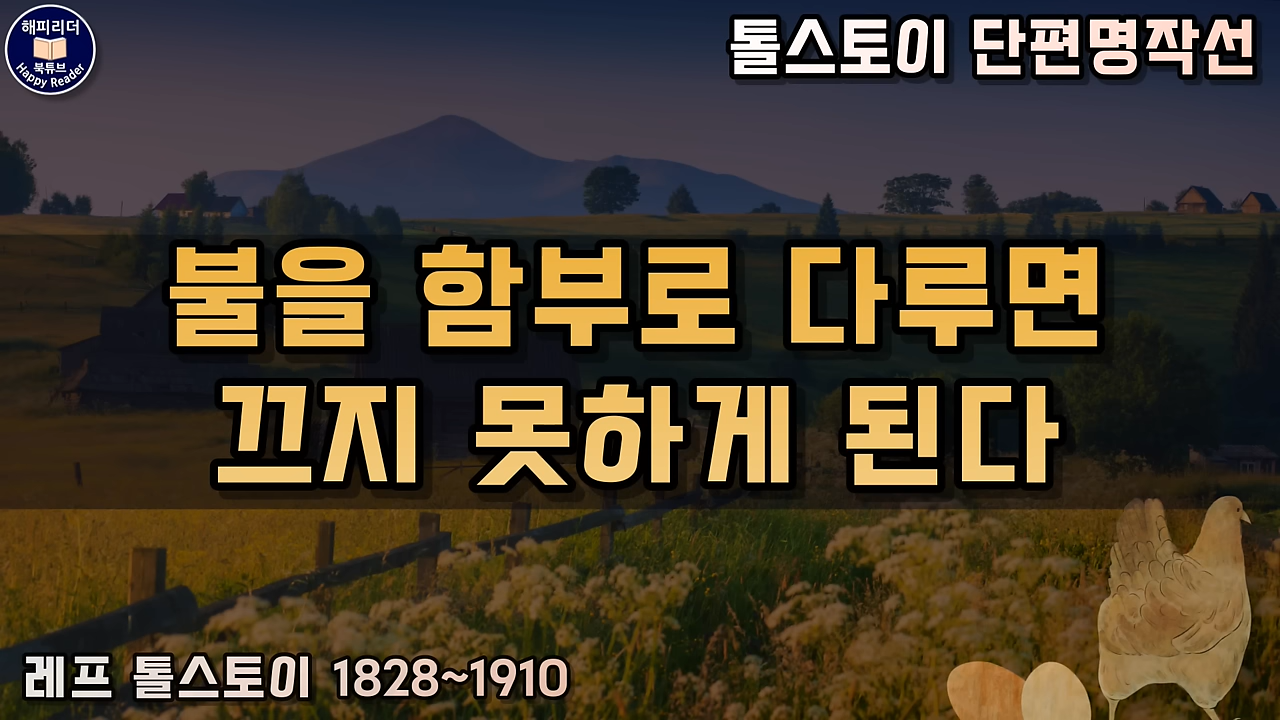 해피리더
북튜브
Happy Reader
톨스토이 단편명작선
불을 함부로 다루면
끄지 못하게 된다
레프 톨스토이 1828~1910